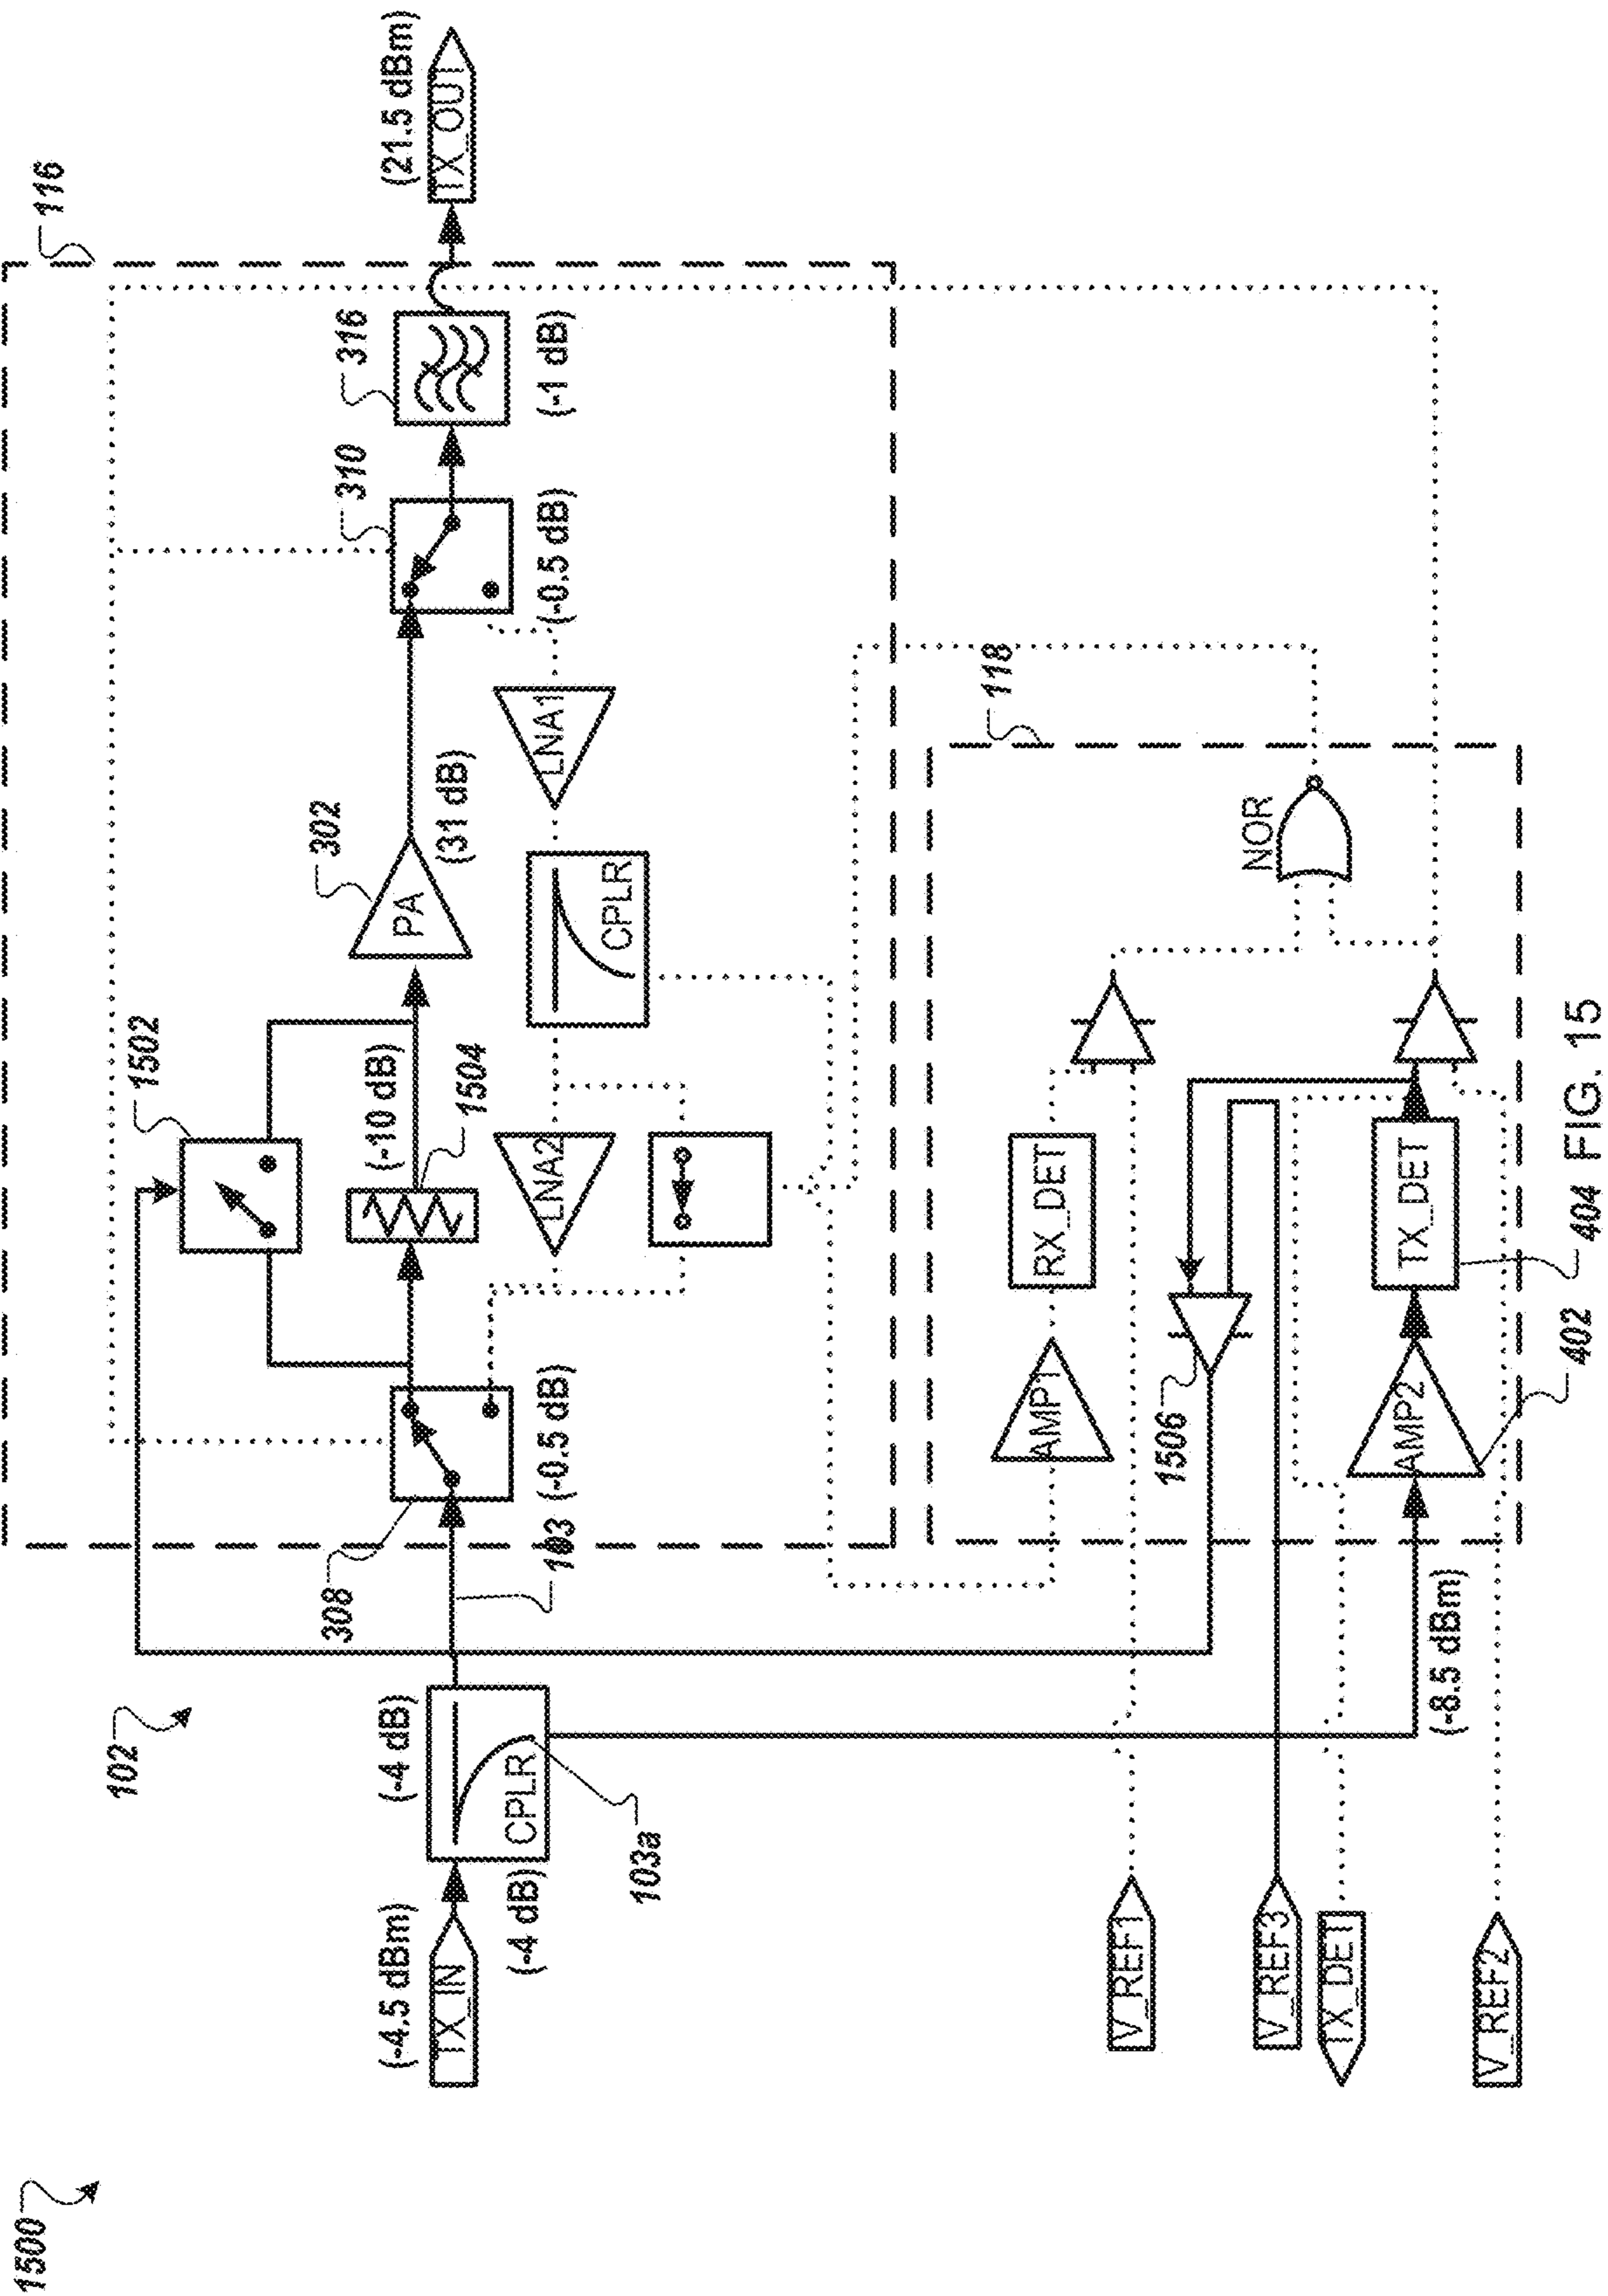 1500
102
116
1502
(-10 dB)
1504
302
PA
(31 dB)
310
(-0.5 dB)
316
(-1 dB)
(21.5 dBm)
TX_OUT
(-4.5 dBm)
TX_IN
(-4 dB)
(-4 dB)
CPLR
103a
308
103
(-0.5 dB)
LNA2
CPLR
LNA1
118
AMP1
RX_DET
1506
NOR
V_REF1
V_REF3
TX_DET
V_REF2
(-8.5 dBm)
AMP2
402
TX_DET
404
FIG. 15